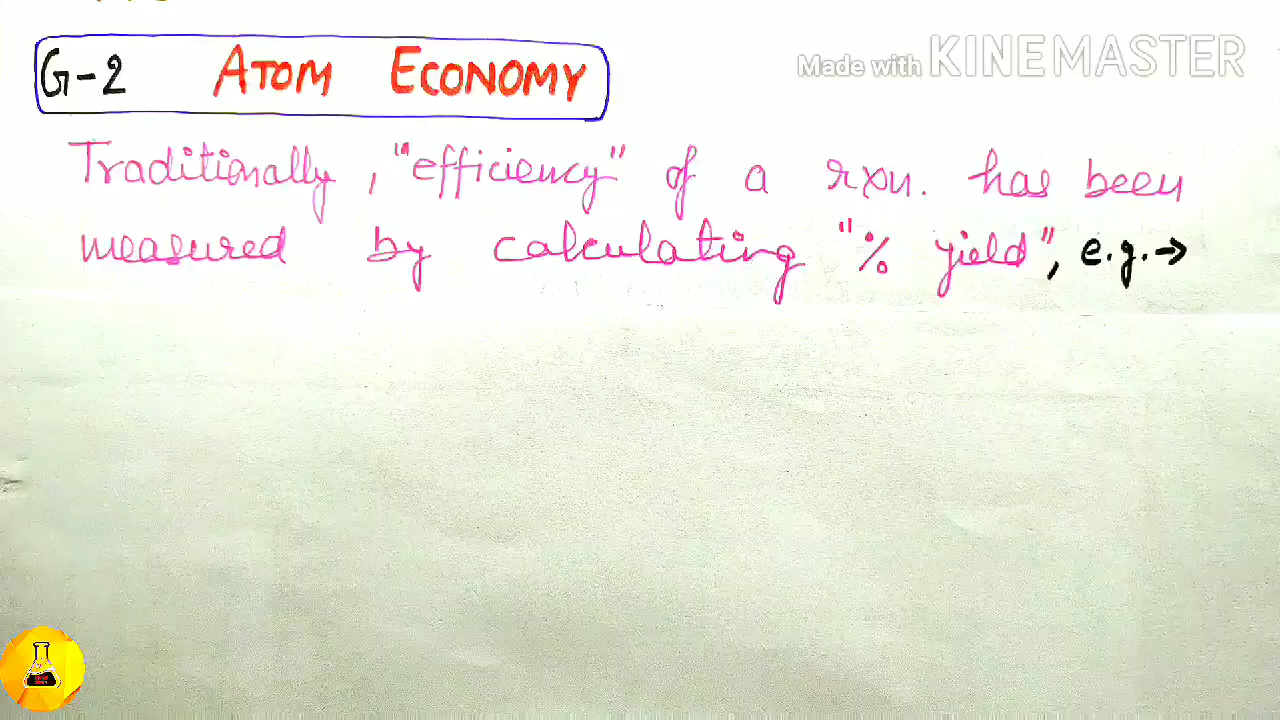 G-2 ATOM ECONOMY
Made with KINEMASTER
Traditionally, "efficiency" of a rxn. has been
measured by calculating "% yield", e.g.→